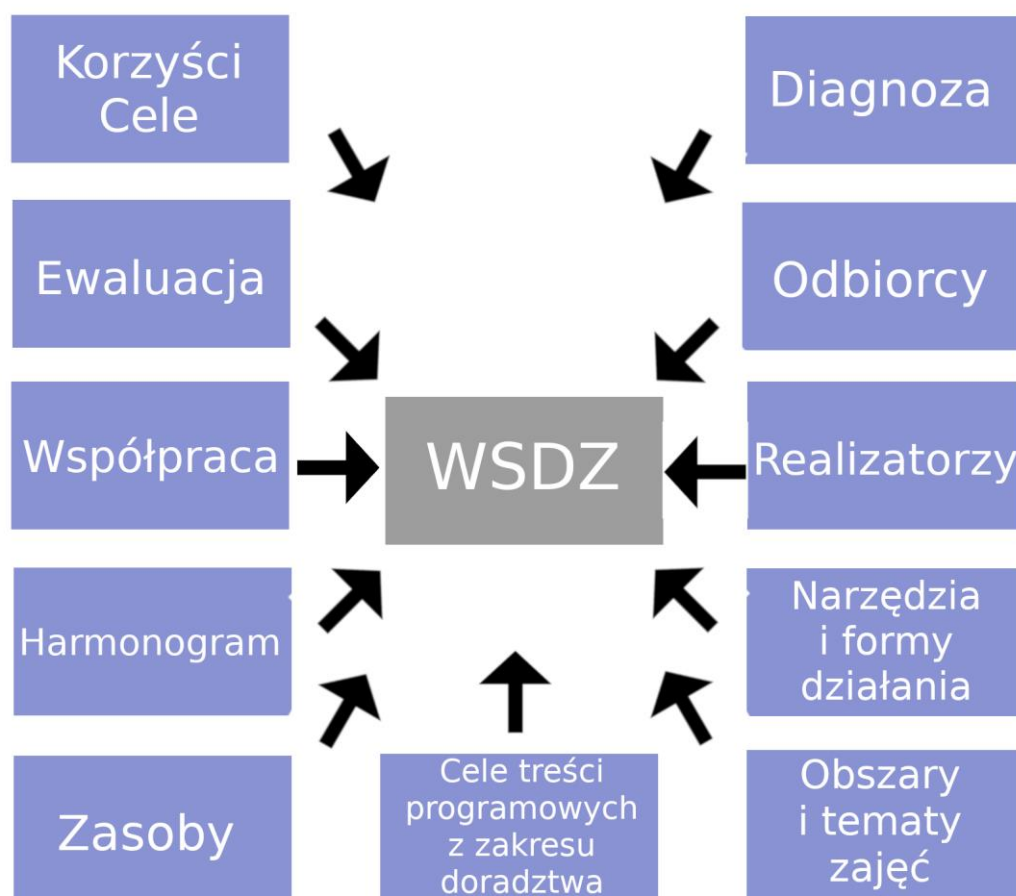 Korzyści
Cele
Diagnoza
Ewaluacja
Odbiorcy
Współpraca
WSDZ
Realizatorzy
Harmonogram
Narzędzia
i formy
działania
Zasoby
Cele treści
programowych
z zakresu
doradztwa
Obszary
i tematy
zajęć